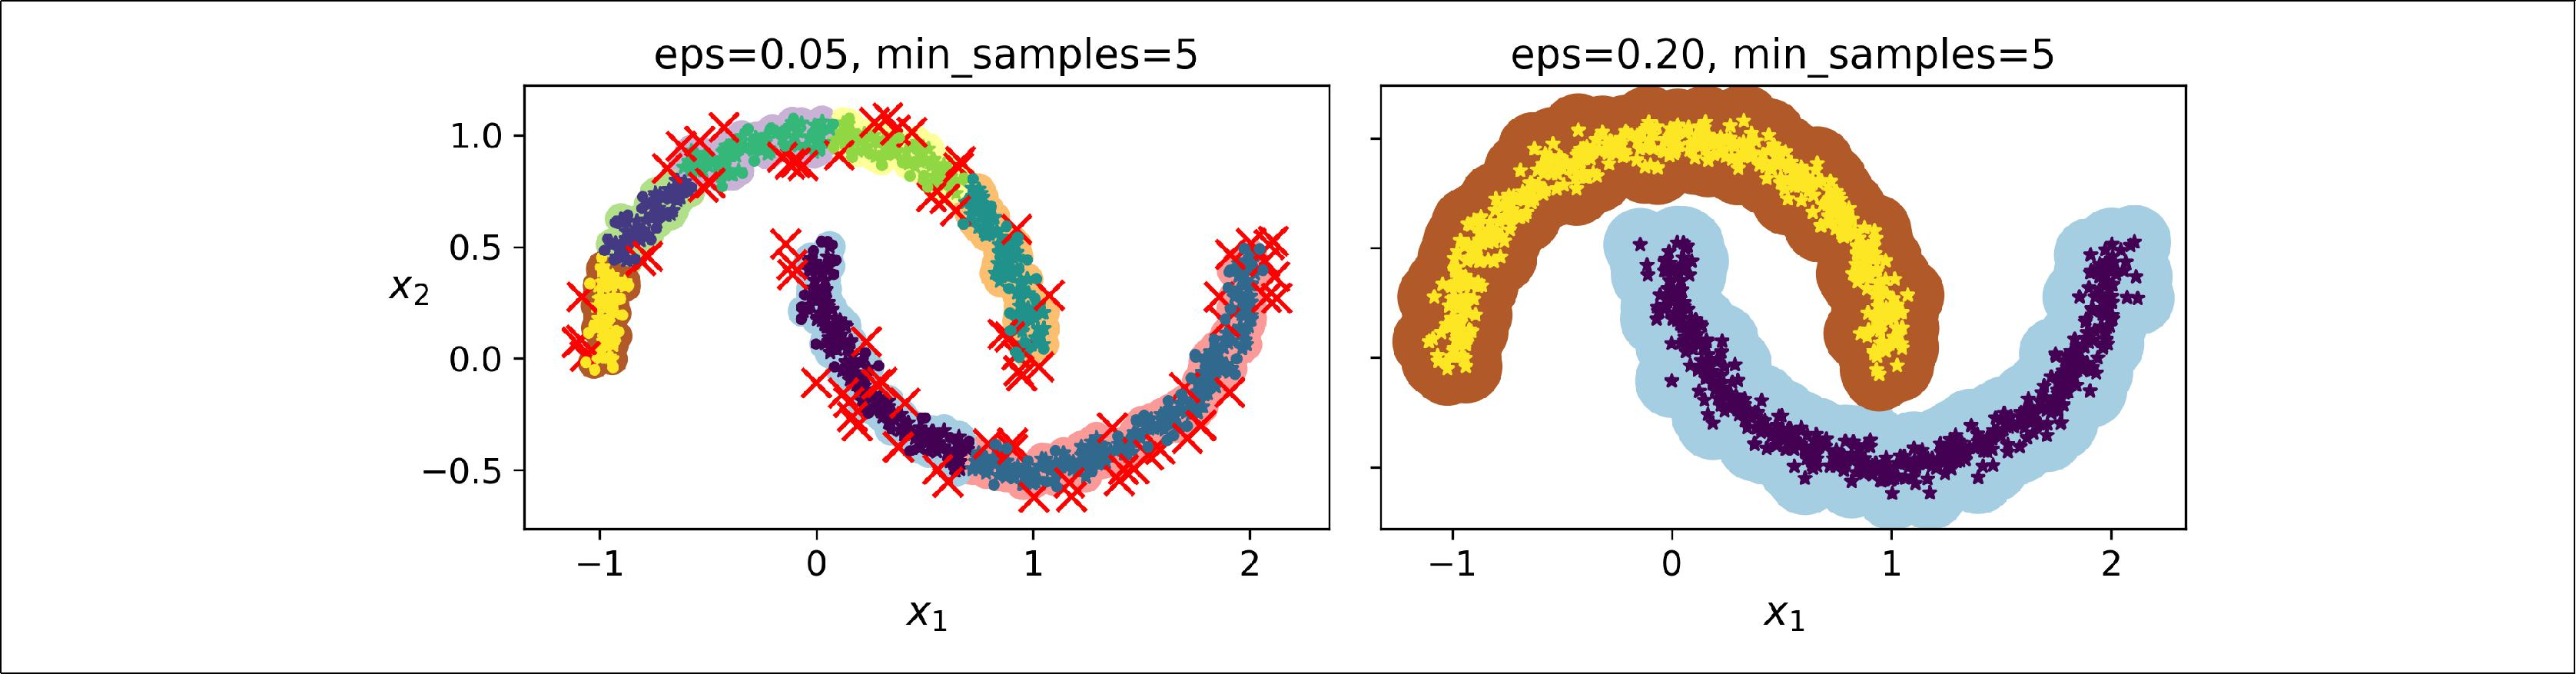 eps=0.05, min_samples=5
eps=0.20, min_samples=5
1.0
0.5
0.0
−0.5
x₂
−1 0 1 2
−1 0 1 2
x₁
x₁